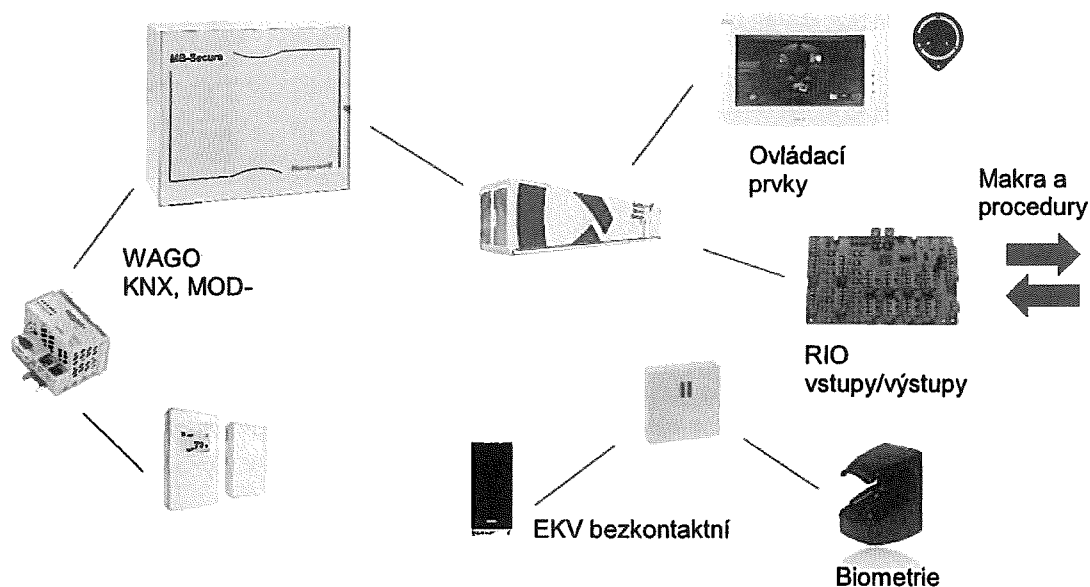 MB-Secure
Honeywell
Ovládací
prvky
Makra a
procedury
WAGO
KNX, MOD-
RIO
vstupy/výstupy
EKV bezkontaktní
Biometrie